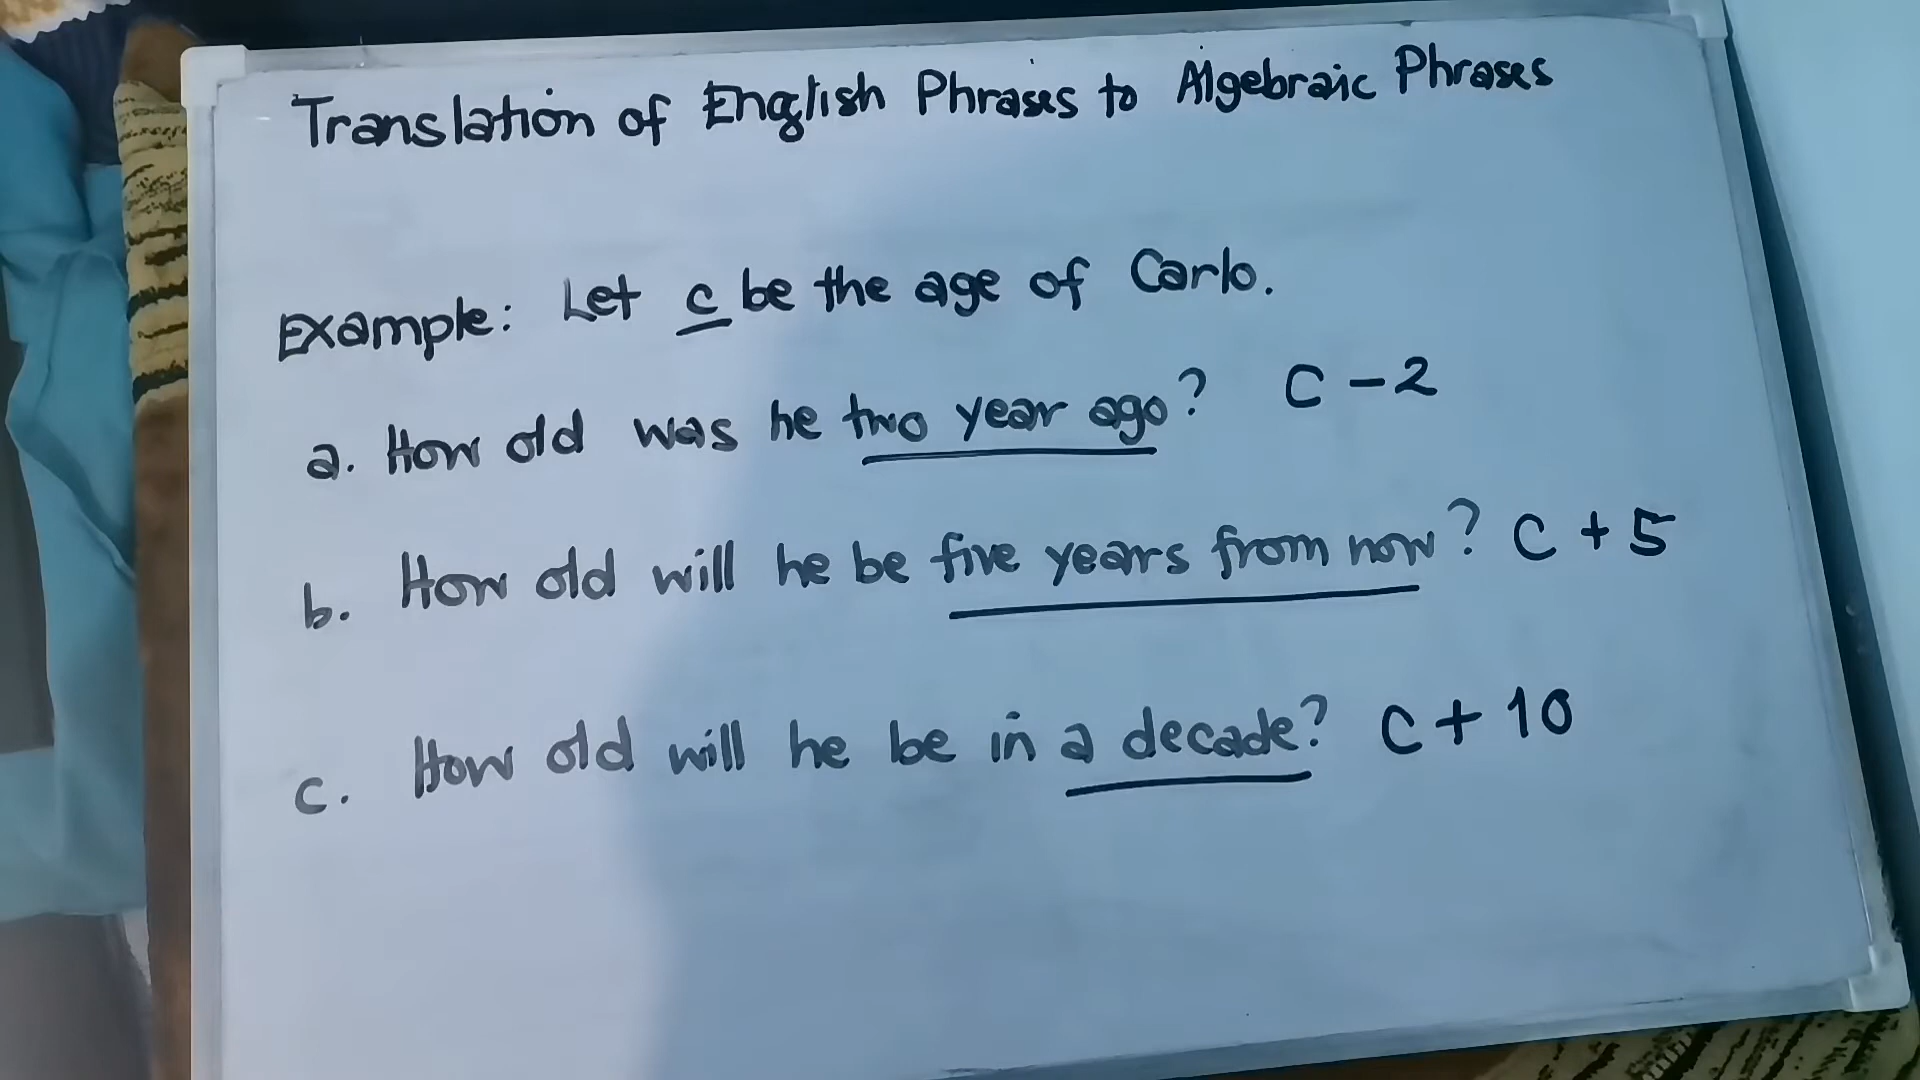 Translation of English Phrases to Algebraic Phrases
Example: Let c be the age of Carlo.
a. How old was he two year ago? C - 2
b. How old will he be five years from now? C + 5
c. How old will he be in a decade? C + 10